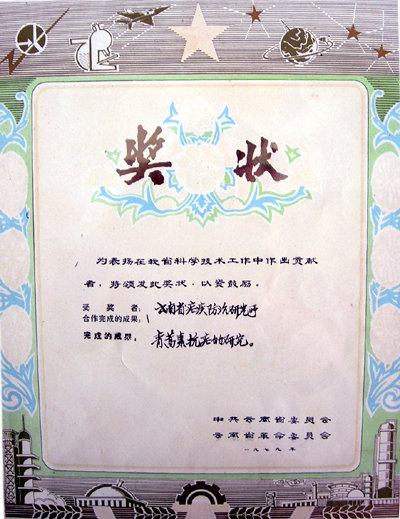 奖 状
为表扬在我省科学技术工作中作出贡献
者，特颁发此奖状，以资鼓励。
受 奖 者：云南省疟疾防治研究所
合作完成的成果：
完成的成果：青蒿素抗疟的研究。
中共云南省委员会
云南省革命委员会
一九七九年